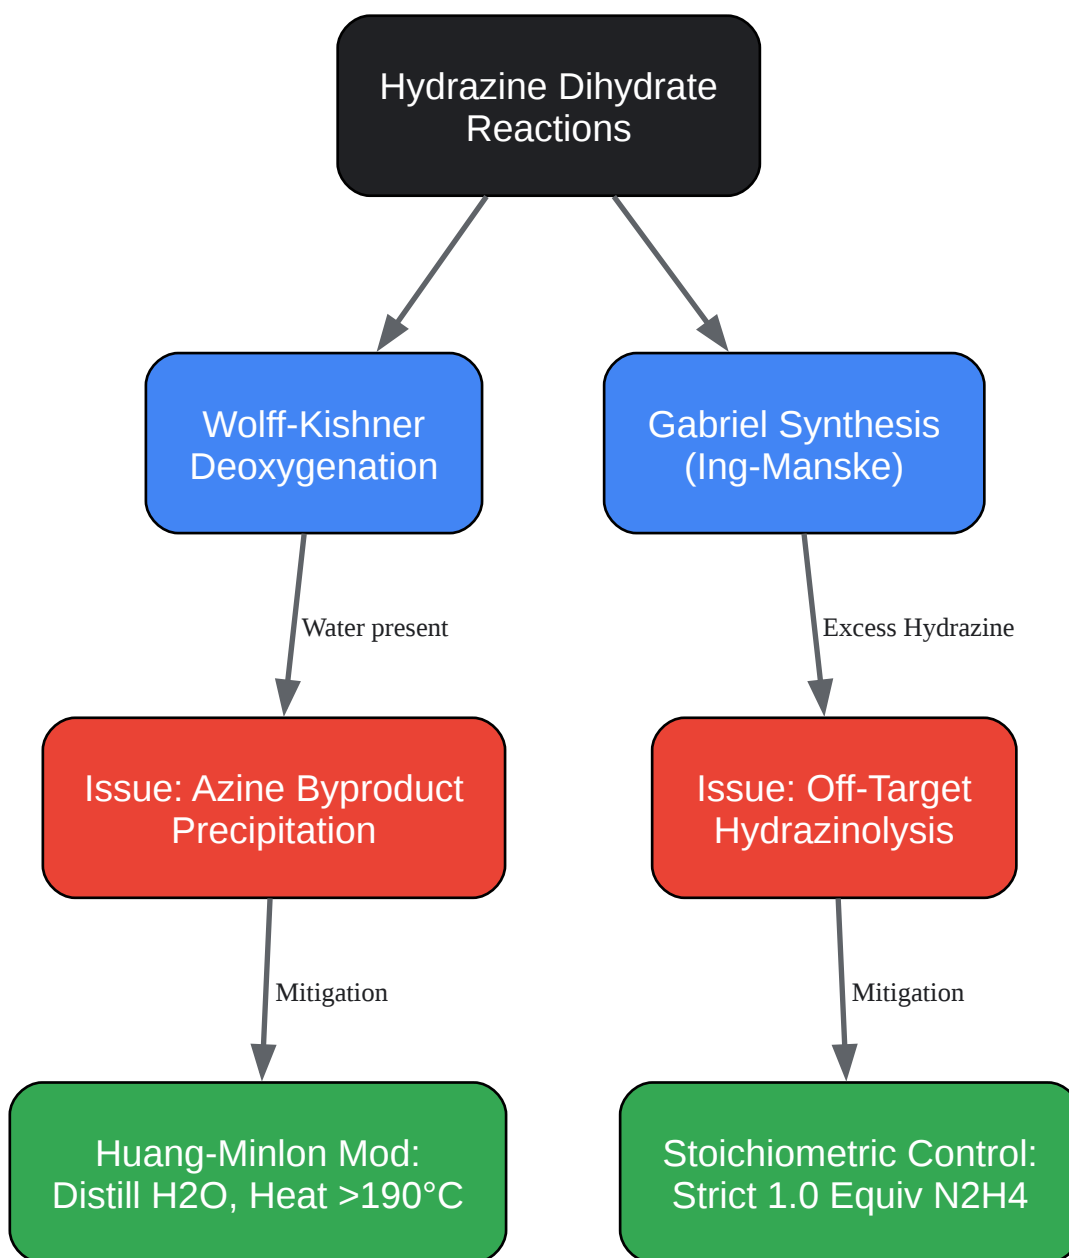 Hydrazine Dihydrate
Reactions
Wolff-Kishner
Deoxygenation
Gabriel Synthesis
(Ing-Manske)
Water present
Excess Hydrazine
Issue: Azine Byproduct
Precipitation
Issue: Off-Target
Hydrazinolysis
Mitigation
Mitigation
Huang-Minlon Mod:
Distill H2O, Heat >190°C
Stoichiometric Control:
Strict 1.0 Equiv N2H4